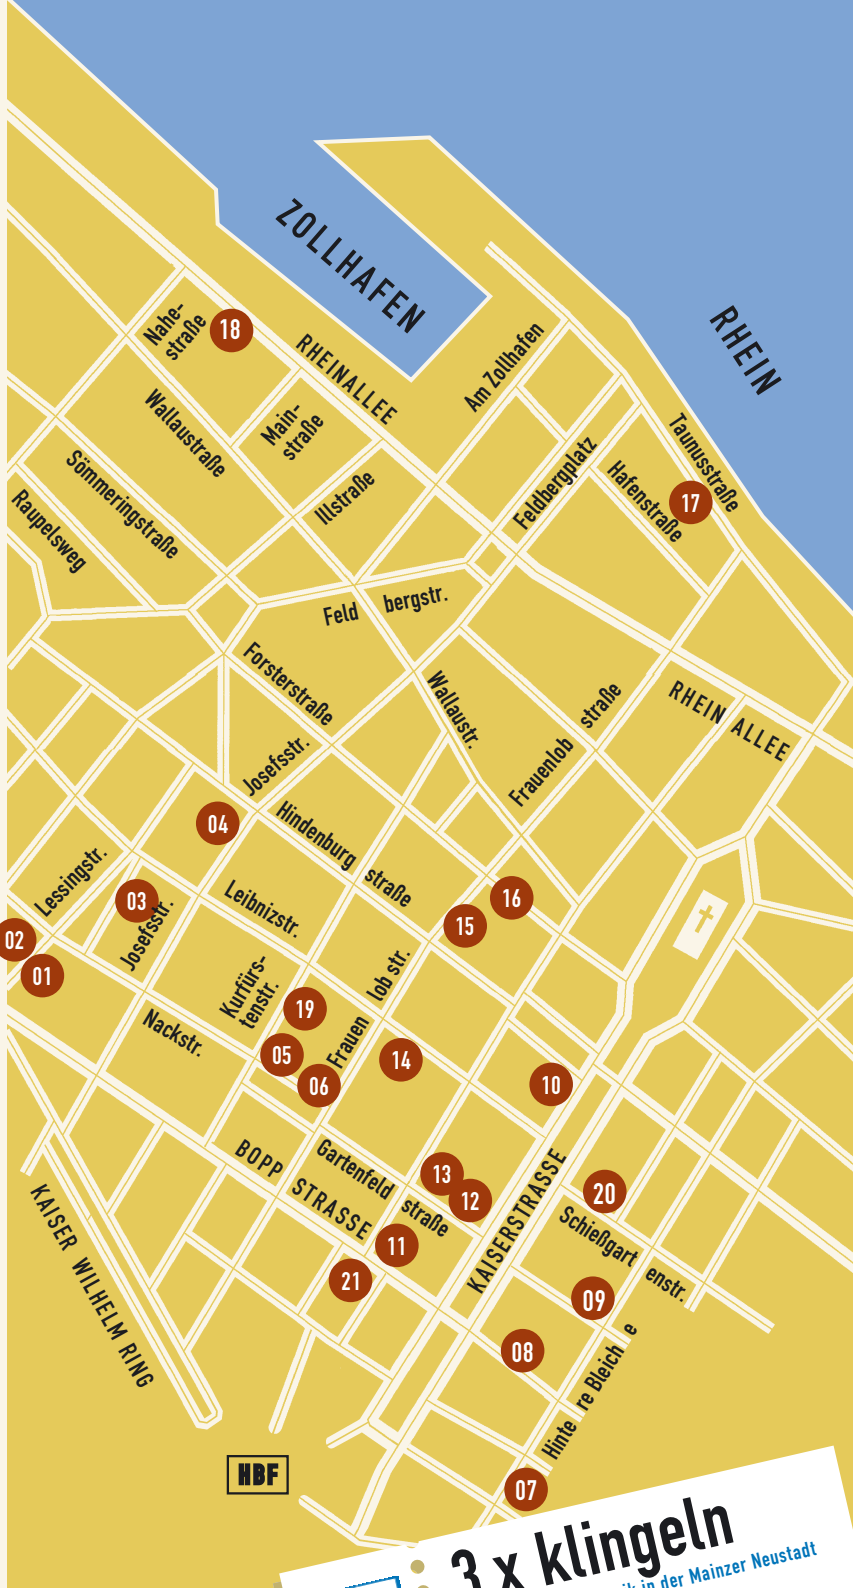 ZOLLHAFEN
RHEIN
Nahe-
straße
18
RHEINALLEE
Am Zollhafen
Wallaustraße
Main-
straße
Taunusstraße
Sömmeringstraße
Illstraße
Feldbergplatz
Hafenstraße
17
Raupelsweg
Feld bergstr.
Forsterstraße
Wallaustr.
Frauenlob straße
RHEIN ALLEE
Josefsstr.
04
Hindenburg straße
Lessingstr.
03
Josefsstr.
Leibnizstr.
16
15
02
01
Kurfürs-
tenstr.
19
Frauen lob str.
Nackstr.
05
06
14
10
BOPP STRASSE
Gartenfeld straße
13
12
KAISERSTRASSE
20
Schießgart enstr.
KAISER WILHELM RING
11
21
09
08
Hinte re Bleich e
HBF
07
3 x klingeln
in der Mainzer Neustadt